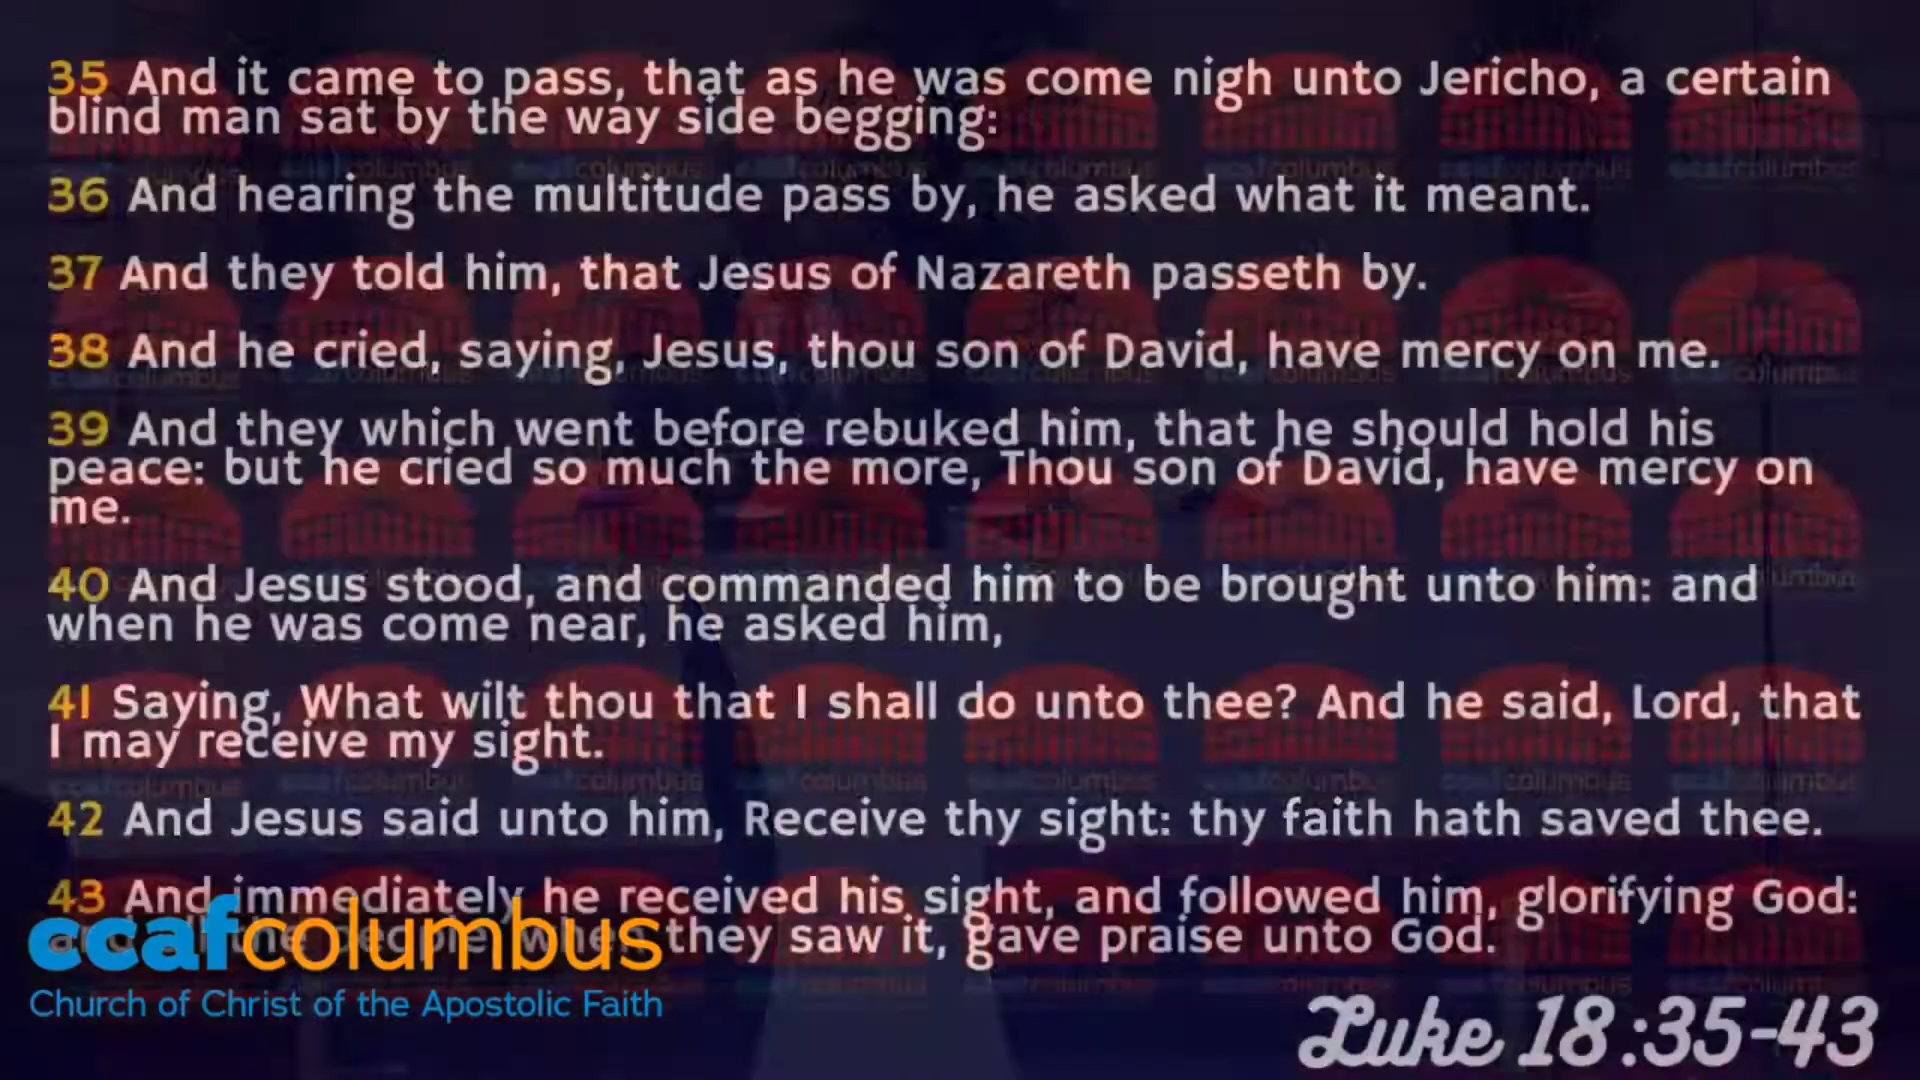 35 And it came to pass, that as he was come nigh unto Jericho, a certain
blind man sat by the way side begging:
36 And hearing the multitude pass by, he asked what it meant.
37 And they told him, that Jesus of Nazareth passeth by.
38 And he cried, saying, Jesus, thou son of David, have mercy on me.
39 And they which went before rebuked him, that he should hold his
peace: but he cried so much the more, Thou son of David, have mercy on
me.
40 And Jesus stood, and commanded him to be brought unto him: and
when he was come near, he asked him,
41 Saying, What wilt thou that I shall do unto thee? And he said, Lord, that
I may receive my sight.
42 And Jesus said unto him, Receive thy sight: thy faith hath saved thee.
43 And immediately he received his sight, and followed him, glorifying God:
and all the people, when they saw it, gave praise unto God.
ccafcolumbus
Church of Christ of the Apostolic Faith
Luke 18:35-43